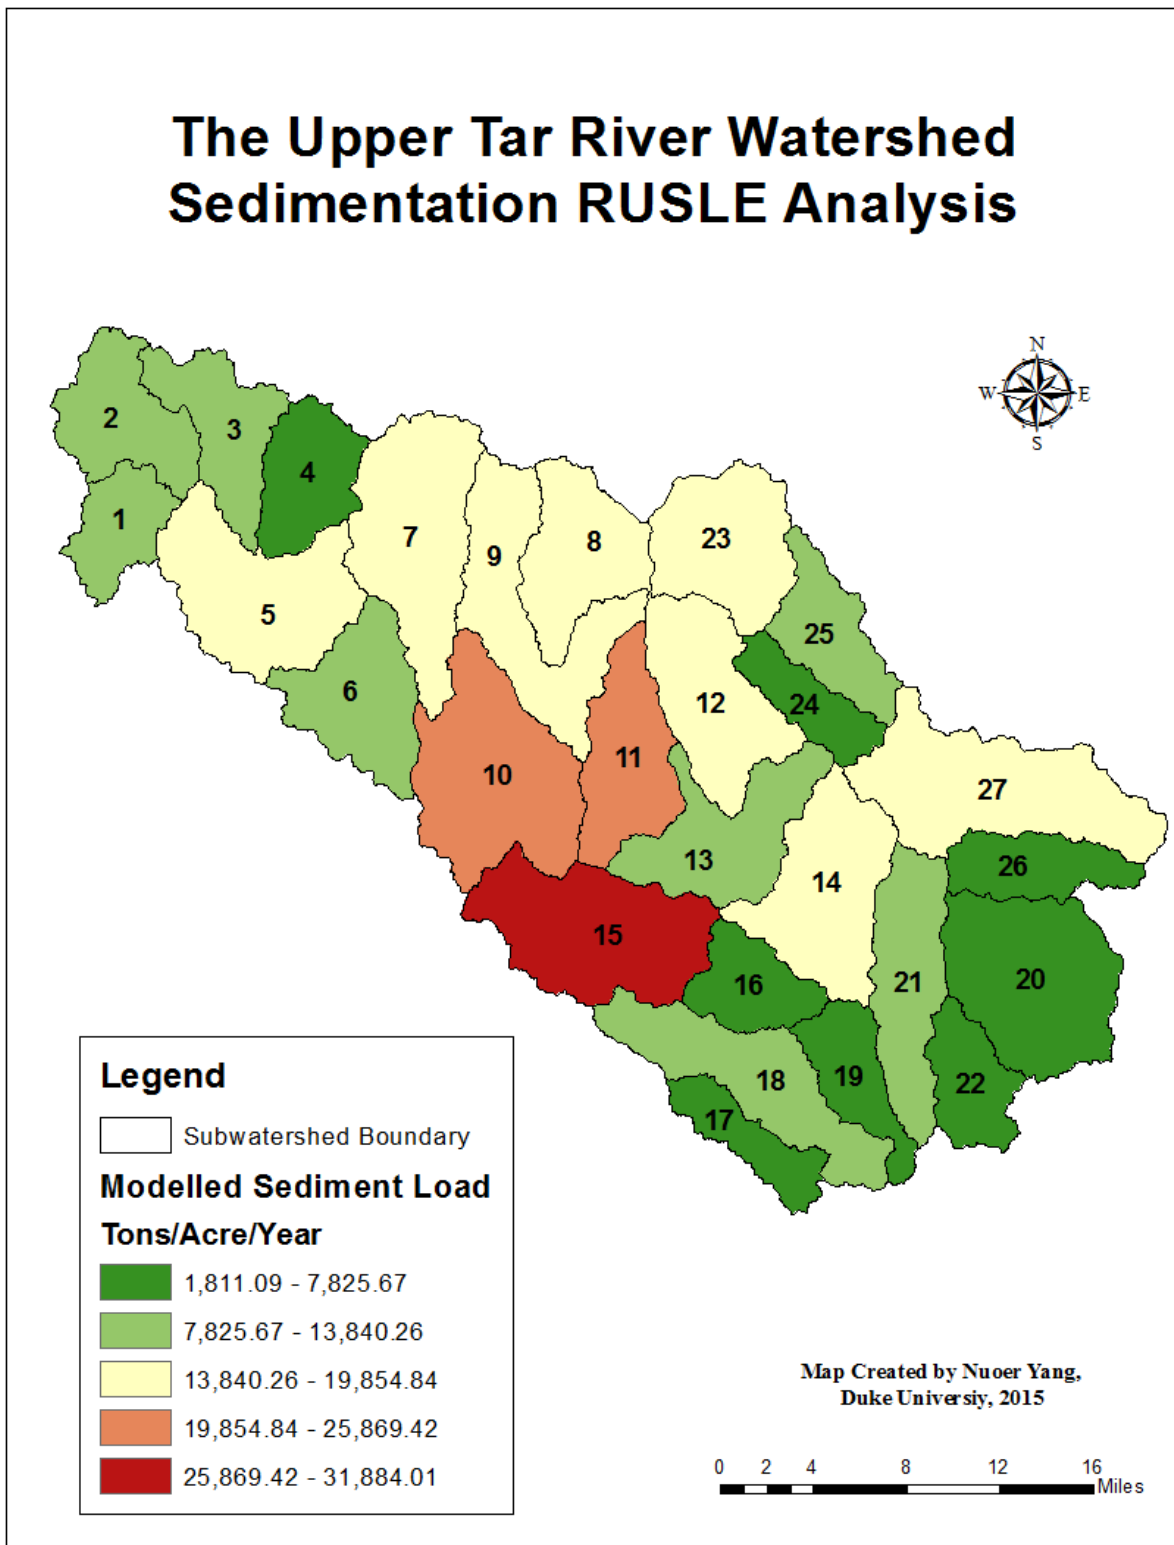 The Upper Tar River Watershed
Sedimentation RUSLE Analysis
N
W E
S
2
3
4
1
7
9
8
23
5
25
6
24
12
11
10
27
13
26
14
15
16
21
20
18
19
22
17
Legend
Subwatershed Boundary
Modelled Sediment Load
Tons/Acre/Year
1,811.09 - 7,825.67
7,825.67 - 13,840.26
13,840.26 - 19,854.84
19,854.84 - 25,869.42
25,869.42 - 31,884.01
Map Created by Nuoer Yang,
Duke Universiy, 2015
0 2 4 8 12 16
Miles